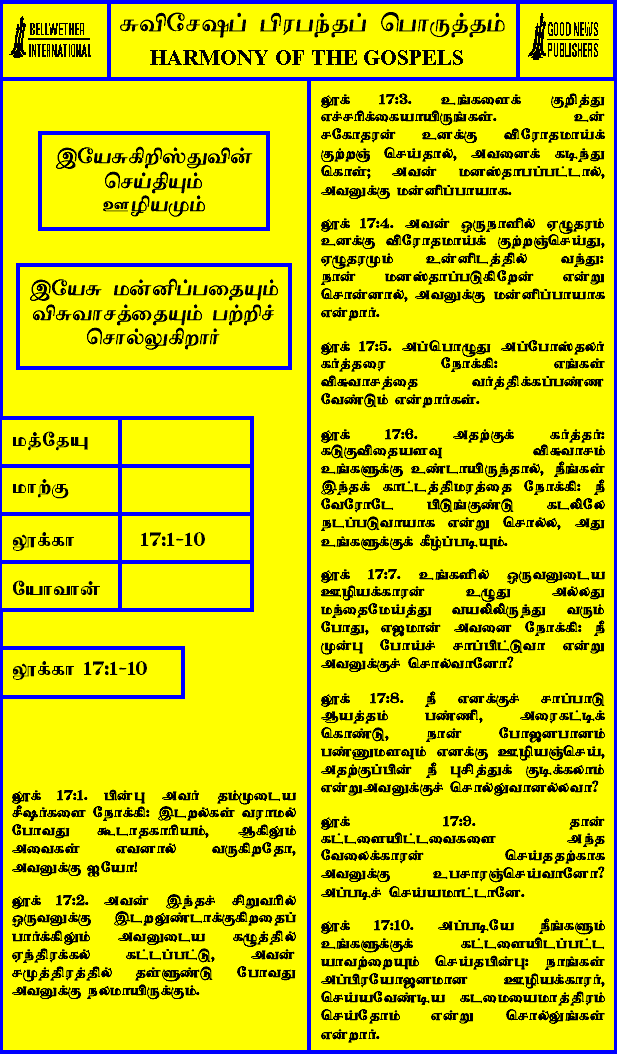 BELLWETHER
INTERNATIONAL
சுவிசேஷப் பிரபந்தப் பொருத்தம்
HARMONY OF THE GOSPELS
GOOD NEWS
PUBLISHERS
இயேசுகிறிஸ்துவின்
செய்தியும்
ஊழியமும்
இயேசு மன்னிப்பதையும்
விசுவாசத்தையும் பற்றிச்
சொல்லுகிறார்
மத்தேயு
மாற்கு
லூக்கா 17:1-10
யோவான்
லூக்கா 17:1-10
லூக் 17:1. பின்பு அவர் தம்முடைய
சீஷர்களை நோக்கி: இடறல்கள் வராமல்
போவது கூடாதகாரியம், ஆகிலும்
அவைகள் எவனால் வருகிறதோ,
அவனுக்கு ஐயோ!
லூக் 17:2. அவன் இந்தச் சிறுவரில்
ஒருவனுக்கு இடறலுண்டாக்குகிறதைப்
பார்க்கிலும் அவனுடைய கழுத்தில்
ஏந்திரக்கல் கட்டப்பட்டு, அவன்
சமுத்திரத்தில் தள்ளுண்டு போவது
அவனுக்கு நலமாயிருக்கும்.
லூக் 17:3. உங்களைக் குறித்து
எச்சரிக்கையாயிருங்கள். உன்
சகோதரன் உனக்கு விரோதமாய்க்
குற்றஞ் செய்தால், அவனைக் கடிந்து
கொள்; அவன் மனஸ்தாபப்பட்டால்,
அவனுக்கு மன்னிப்பாயாக.
லூக் 17:4. அவன் ஒருநாளில் ஏழுதரம்
உனக்கு விரோதமாய்க் குற்றஞ்செய்து,
ஏழுதரமும் உன்னிடத்தில் வந்து:
நான் மனஸ்தாப்படுகிறேன் என்று
சொன்னால், அவனுக்கு மன்னிப்பாயாக
என்றார்.
லூக் 17:5. அப்பொழுது அப்போஸ்தலர்
கர்த்தரை நோக்கி: எங்கள்
விசுவாசத்தை வர்த்திக்கப்பண்ண
வேண்டும் என்றார்கள்.
லூக் 17:6. அதற்குக் கர்த்தர்:
கடுகுவிதையளவு விசுவாசம்
உங்களுக்கு உண்டாயிருந்தால், நீங்கள்
இந்தக் காட்டத்திமரத்தை நோக்கி: நீ
வேரோடே பிடுங்குண்டு கடலிலே
நடப்படுவாயாக என்று சொல்ல, அது
உங்களுக்குக் கீழ்ப்படியும்.
லூக் 17:7. உங்களில் ஒருவனுடைய
ஊழியக்காரன் உழுது அல்லது
மந்தைமேய்த்து வயலிலிருந்து வரும்
போது, எஜமான் அவனை நோக்கி: நீ
முன்பு போய்ச் சாப்பிட்டுவா என்று
அவனுக்குச் சொல்வானோ?
லூக் 17:8. நீ எனக்குச் சாப்பாடு
ஆயத்தம் பண்ணி, அரைகட்டிக்
கொண்டு, நான் போஜனபானம்
பண்ணுமளவும் எனக்கு ஊழியஞ்செய்,
அதற்குப்பின் நீ புசித்துக் குடிக்கலாம்
என்றுஅவனுக்குச் சொல்லுவானல்லவா?
லூக் 17:9. தான்
கட்டளையிட்டவைகளை அந்த
வேலைக்காரன் செய்ததற்காக
அவனுக்கு உபசாரஞ்செய்வானோ?
அப்படிச் செய்யமாட்டானே.
லூக் 17:10. அப்படியே நீங்களும்
உங்களுக்குக் கட்டளையிடப்பட்ட
யாவற்றையும் செய்தபின்பு: நாங்கள்
அப்பிரயோஜனமான ஊழியக்காரர்,
செய்யவேண்டிய கடமையைமாத்திரம்
செய்தோம் என்று சொல்லுங்கள்
என்றார்.